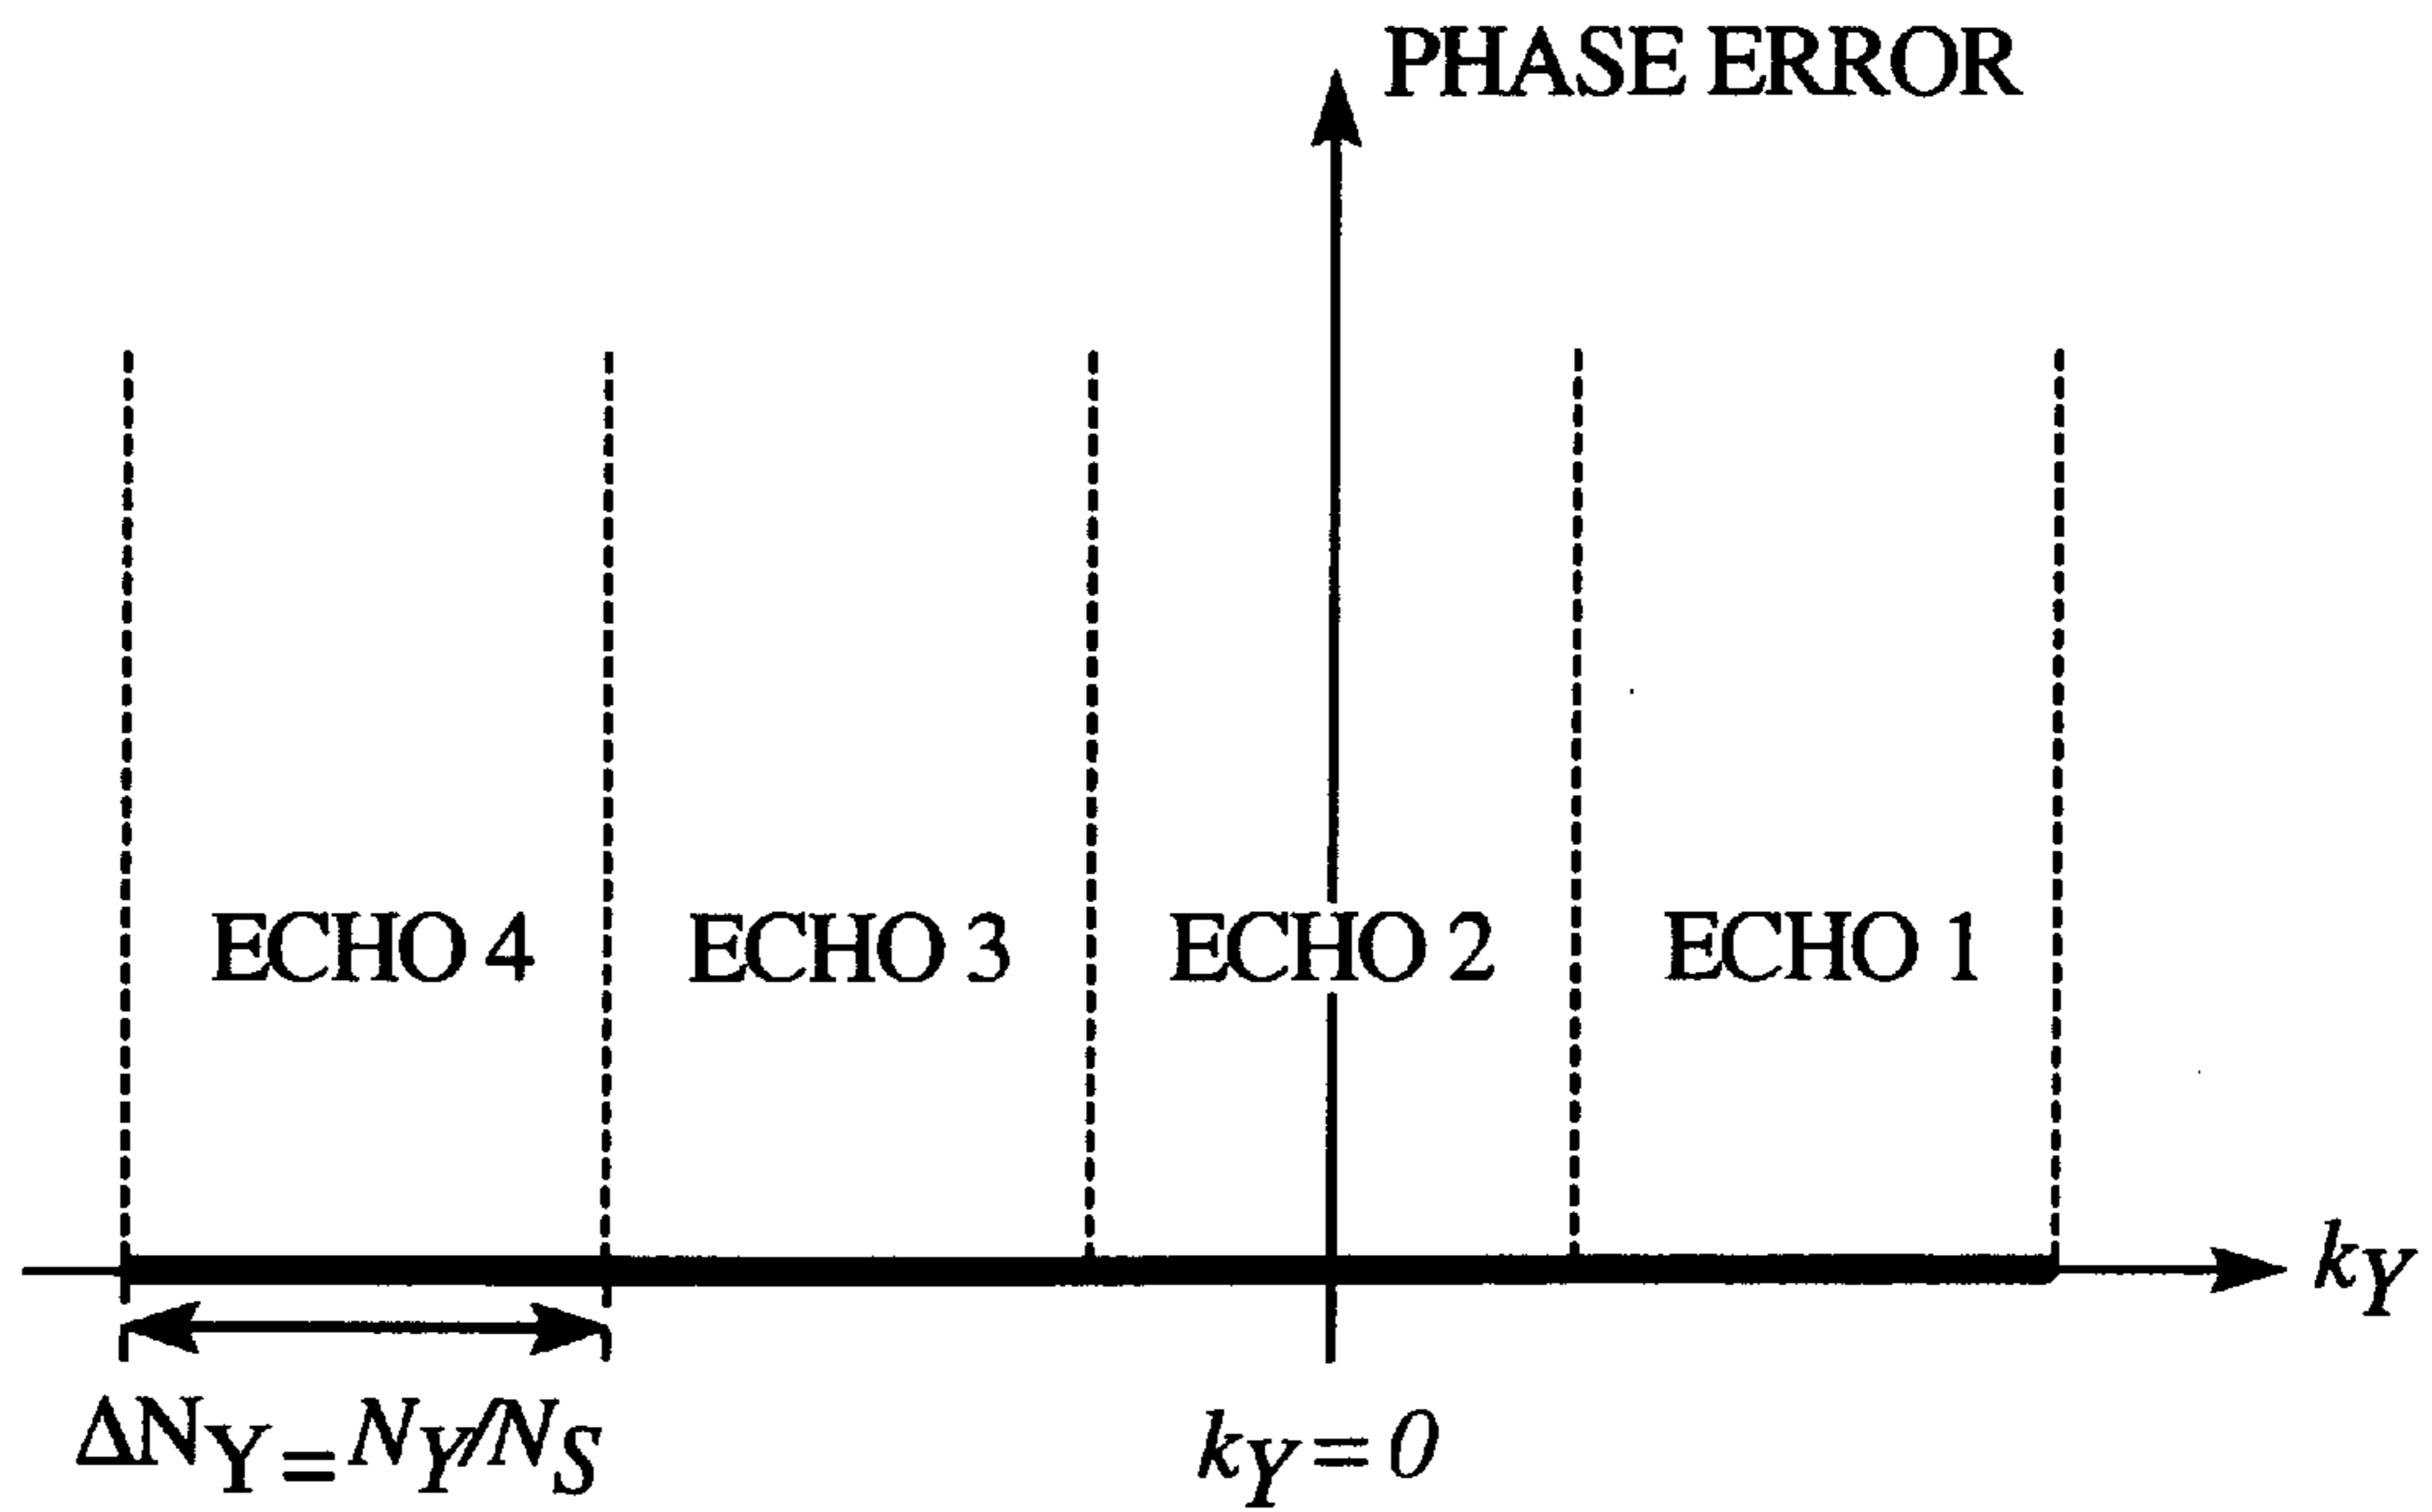 PHASE ERROR
ECHO 4 ECHO 3 ECHO 2 ECHO 1
kY
ΔNY=NY/NS
kY=0